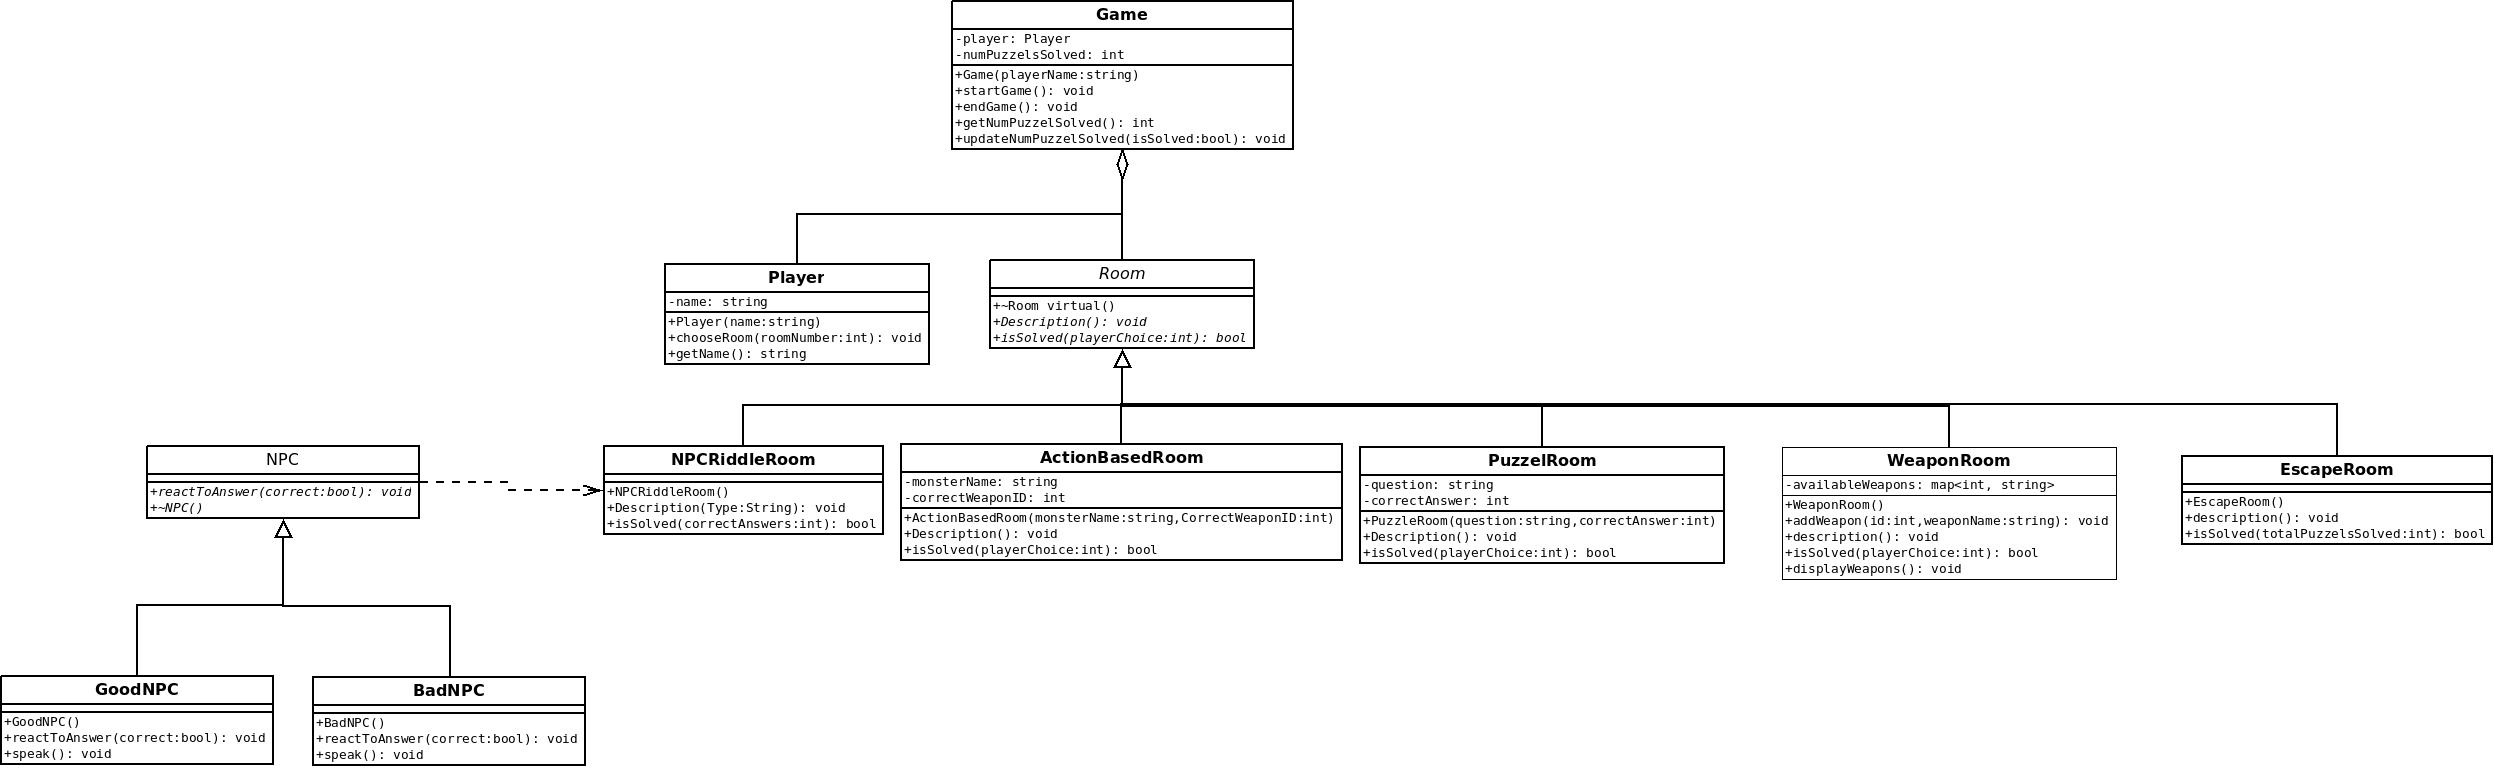 Game
-player: Player
-numPuzzelsSolved: int
+Game(playerName:string)
+startGame(): void
+endGame(): void
+getNumPuzzelSolved(): int
+updateNumPuzzelSolved(isSolved:bool): void
Player
-name: string
+Player(name:string)
+chooseRoom(roomNumber:int): void
+getName(): string
Room
+~Room virtual()
+Description(): void
+isSolved(playerChoice:int): bool
NPC
+reactToAnswer(correct:bool): void
+~NPC()
NPCRiddleRoom
+NPCRiddleRoom()
+Description(Type:String): void
+isSolved(correctAnswers:int): bool
ActionBasedRoom
-monsterName: string
-correctWeaponID: int
+ActionBasedRoom(monsterName:string,CorrectWeaponID:int)
+Description(): void
+isSolved(playerChoice:int): bool
PuzzelRoom
-question: string
-correctAnswer: int
+PuzzleRoom(question:string,correctAnswer:int)
+Description(): void
+isSolved(playerChoice:int): bool
WeaponRoom
-availableWeapons: map<int, string>
+WeaponRoom()
+addWeapon(id:int,weaponName:string): void
+description(): void
+isSolved(playerChoice:int): bool
+displayWeapons(): void
EscapeRoom
+EscapeRoom()
+description(): void
+isSolved(totalPuzzelsSolved:int): bool
GoodNPC
+GoodNPC()
+reactToAnswer(correct:bool): void
+speak(): void
BadNPC
+BadNPC()
+reactToAnswer(correct:bool): void
+speak(): void